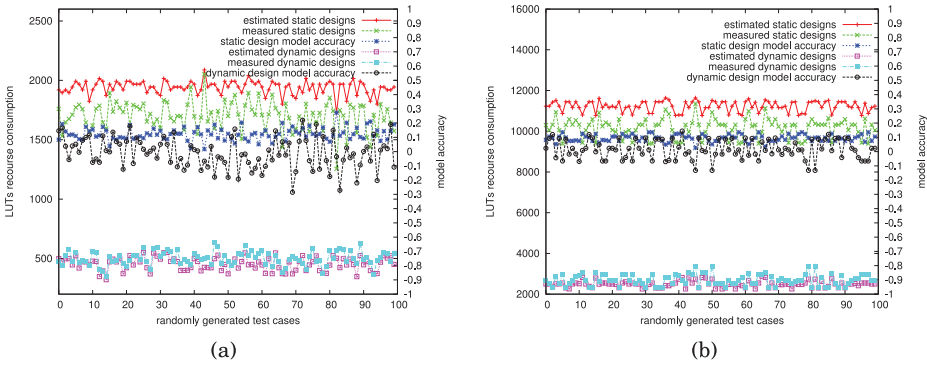 2600
2000
1500
1000
500
LUTs recourse consumption
estimated static designs
measured static designs
static design model accuracy
estimated dynamic designs
measured dynamic designs
dynamic design model accuracy
1
0.9
0.8
0.7
0.6
0.5
0.4
0.3
0.2
0.1
0
-0.1
-0.2
-0.3
-0.4
-0.5
-0.6
-0.7
-0.8
-0.9
-1
model accuracy
0 10 20 30 40 50 60 70 80 90 100
randomly generated test cases
(a)
16000
14000
12000
10000
8000
6000
4000
2000
LUTs recourse consumption
estimated static designs
measured static designs
static design model accuracy
estimated dynamic designs
measured dynamic designs
dynamic design model accuracy
1
0.9
0.8
0.7
0.6
0.5
0.4
0.3
0.2
0.1
0
-0.1
-0.2
-0.3
-0.4
-0.5
-0.6
-0.7
-0.8
-0.9
-1
model accuracy
0 10 20 30 40 50 60 70 80 90 100
randomly generated test cases
(b)